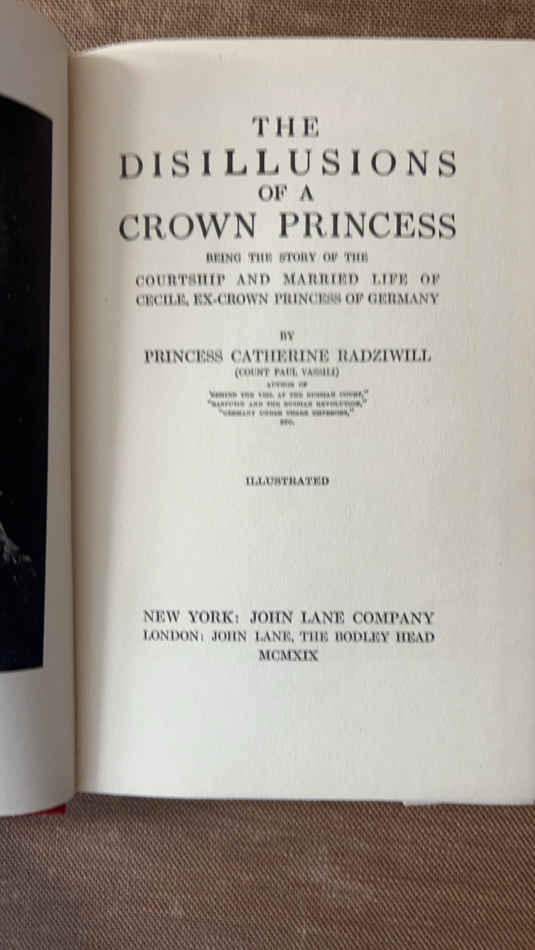 THE
DISILLUSIONS
OF A
CROWN PRINCESS
BEING THE STORY OF THE
COURTSHIP AND MARRIED LIFE OF
CECILE, EX-CROWN PRINCESS OF GERMANY
BY
PRINCESS CATHERINE RADZIWILL
(COUNT PAUL VASSILI)
AUTHOR OF
"BEHIND THE VEIL AT THE RUSSIAN COURT,"
"RASPUTIN AND THE RUSSIAN REVOLUTION,"
"GERMANY UNDER THREE EMPERORS,"
ETC.
ILLUSTRATED
NEW YORK: JOHN LANE COMPANY
LONDON: JOHN LANE, THE BODLEY HEAD
MCMXIX